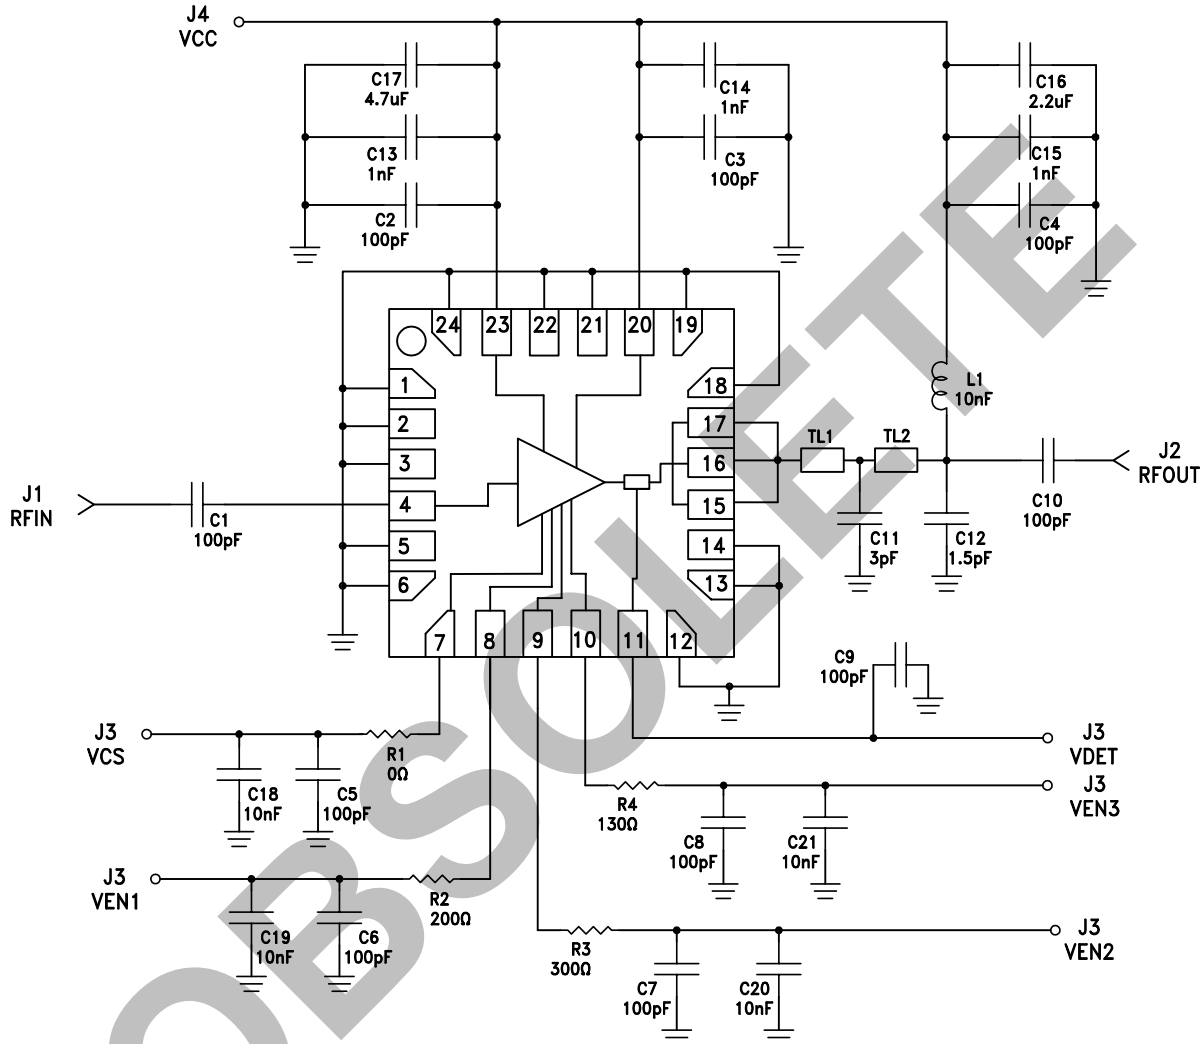 J4
VCC
C17
4.7uF
C13
1nF
C2
100pF
C14
1nF
C3
100pF
C16
2.2uF
C15
1nF
C4
100pF
24
23
22
21
20
19
1
2
3
4
5
6
18
17
16
15
14
13
7
8
9
10
11
12
L1
10nF
TL1
TL2
J2
RFOUT
C10
100pF
C11
3pF
C12
1.5pF
J1
RFIN
C1
100pF
C9
100pF
J3
VCS
R1
0Ω
C18
10nF
C5
100pF
J3
VDET
J3
VEN3
R4
130Ω
C8
100pF
C21
10nF
J3
VEN1
R2
200Ω
C19
10nF
C6
100pF
R3
300Ω
J3
VEN2
C7
100pF
C20
10nF
OBSOLETE